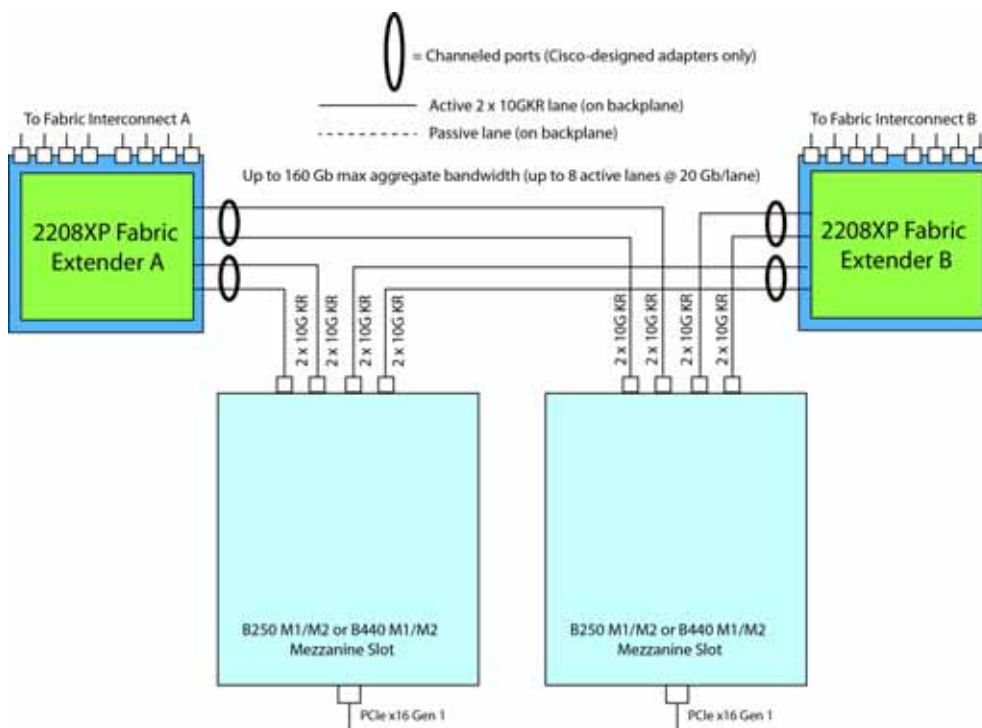 = Channeled ports (Cisco-designed adapters only)
Active 2 x 10GKR lane (on backplane)
Passive lane (on backplane)
To Fabric Interconnect A
To Fabric Interconnect B
Up to 160 Gb max aggregate bandwidth (up to 8 active lanes @ 20 Gb/lane)
2208XP Fabric
Extender A
2208XP Fabric
Extender B
2 x 10G KR
2 x 10G KR
2 x 10G KR
2 x 10G KR
2 x 10G KR
2 x 10G KR
2 x 10G KR
2 x 10G KR
B250 M1/M2 or B440 M1/M2
Mezzanine Slot
B250 M1/M2 or B440 M1/M2
Mezzanine Slot
PCIe x16 Gen 1
PCIe x16 Gen 1